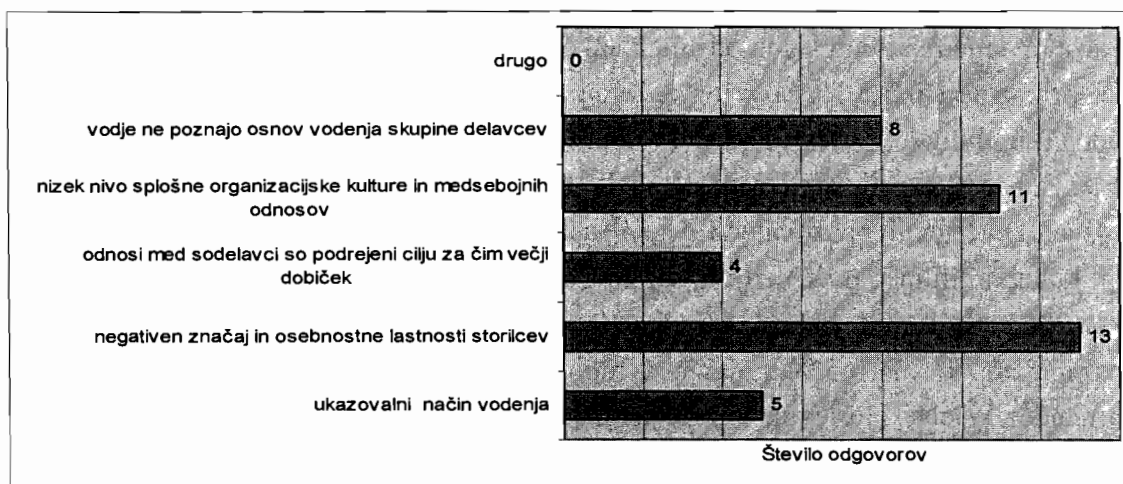 drugo
0
vodje ne poznajo osnov vodenja skupine delavcev
8
nizek nivo splošne organizacijske kulture in medsebojnih
odnosov
11
odnosi med sodelavci so podrejeni cilju za čim večji
dobiček
4
negativen značaj in osebnostne lastnosti storilcev
13
ukazovalni način vodenja
5
Število odgovorov